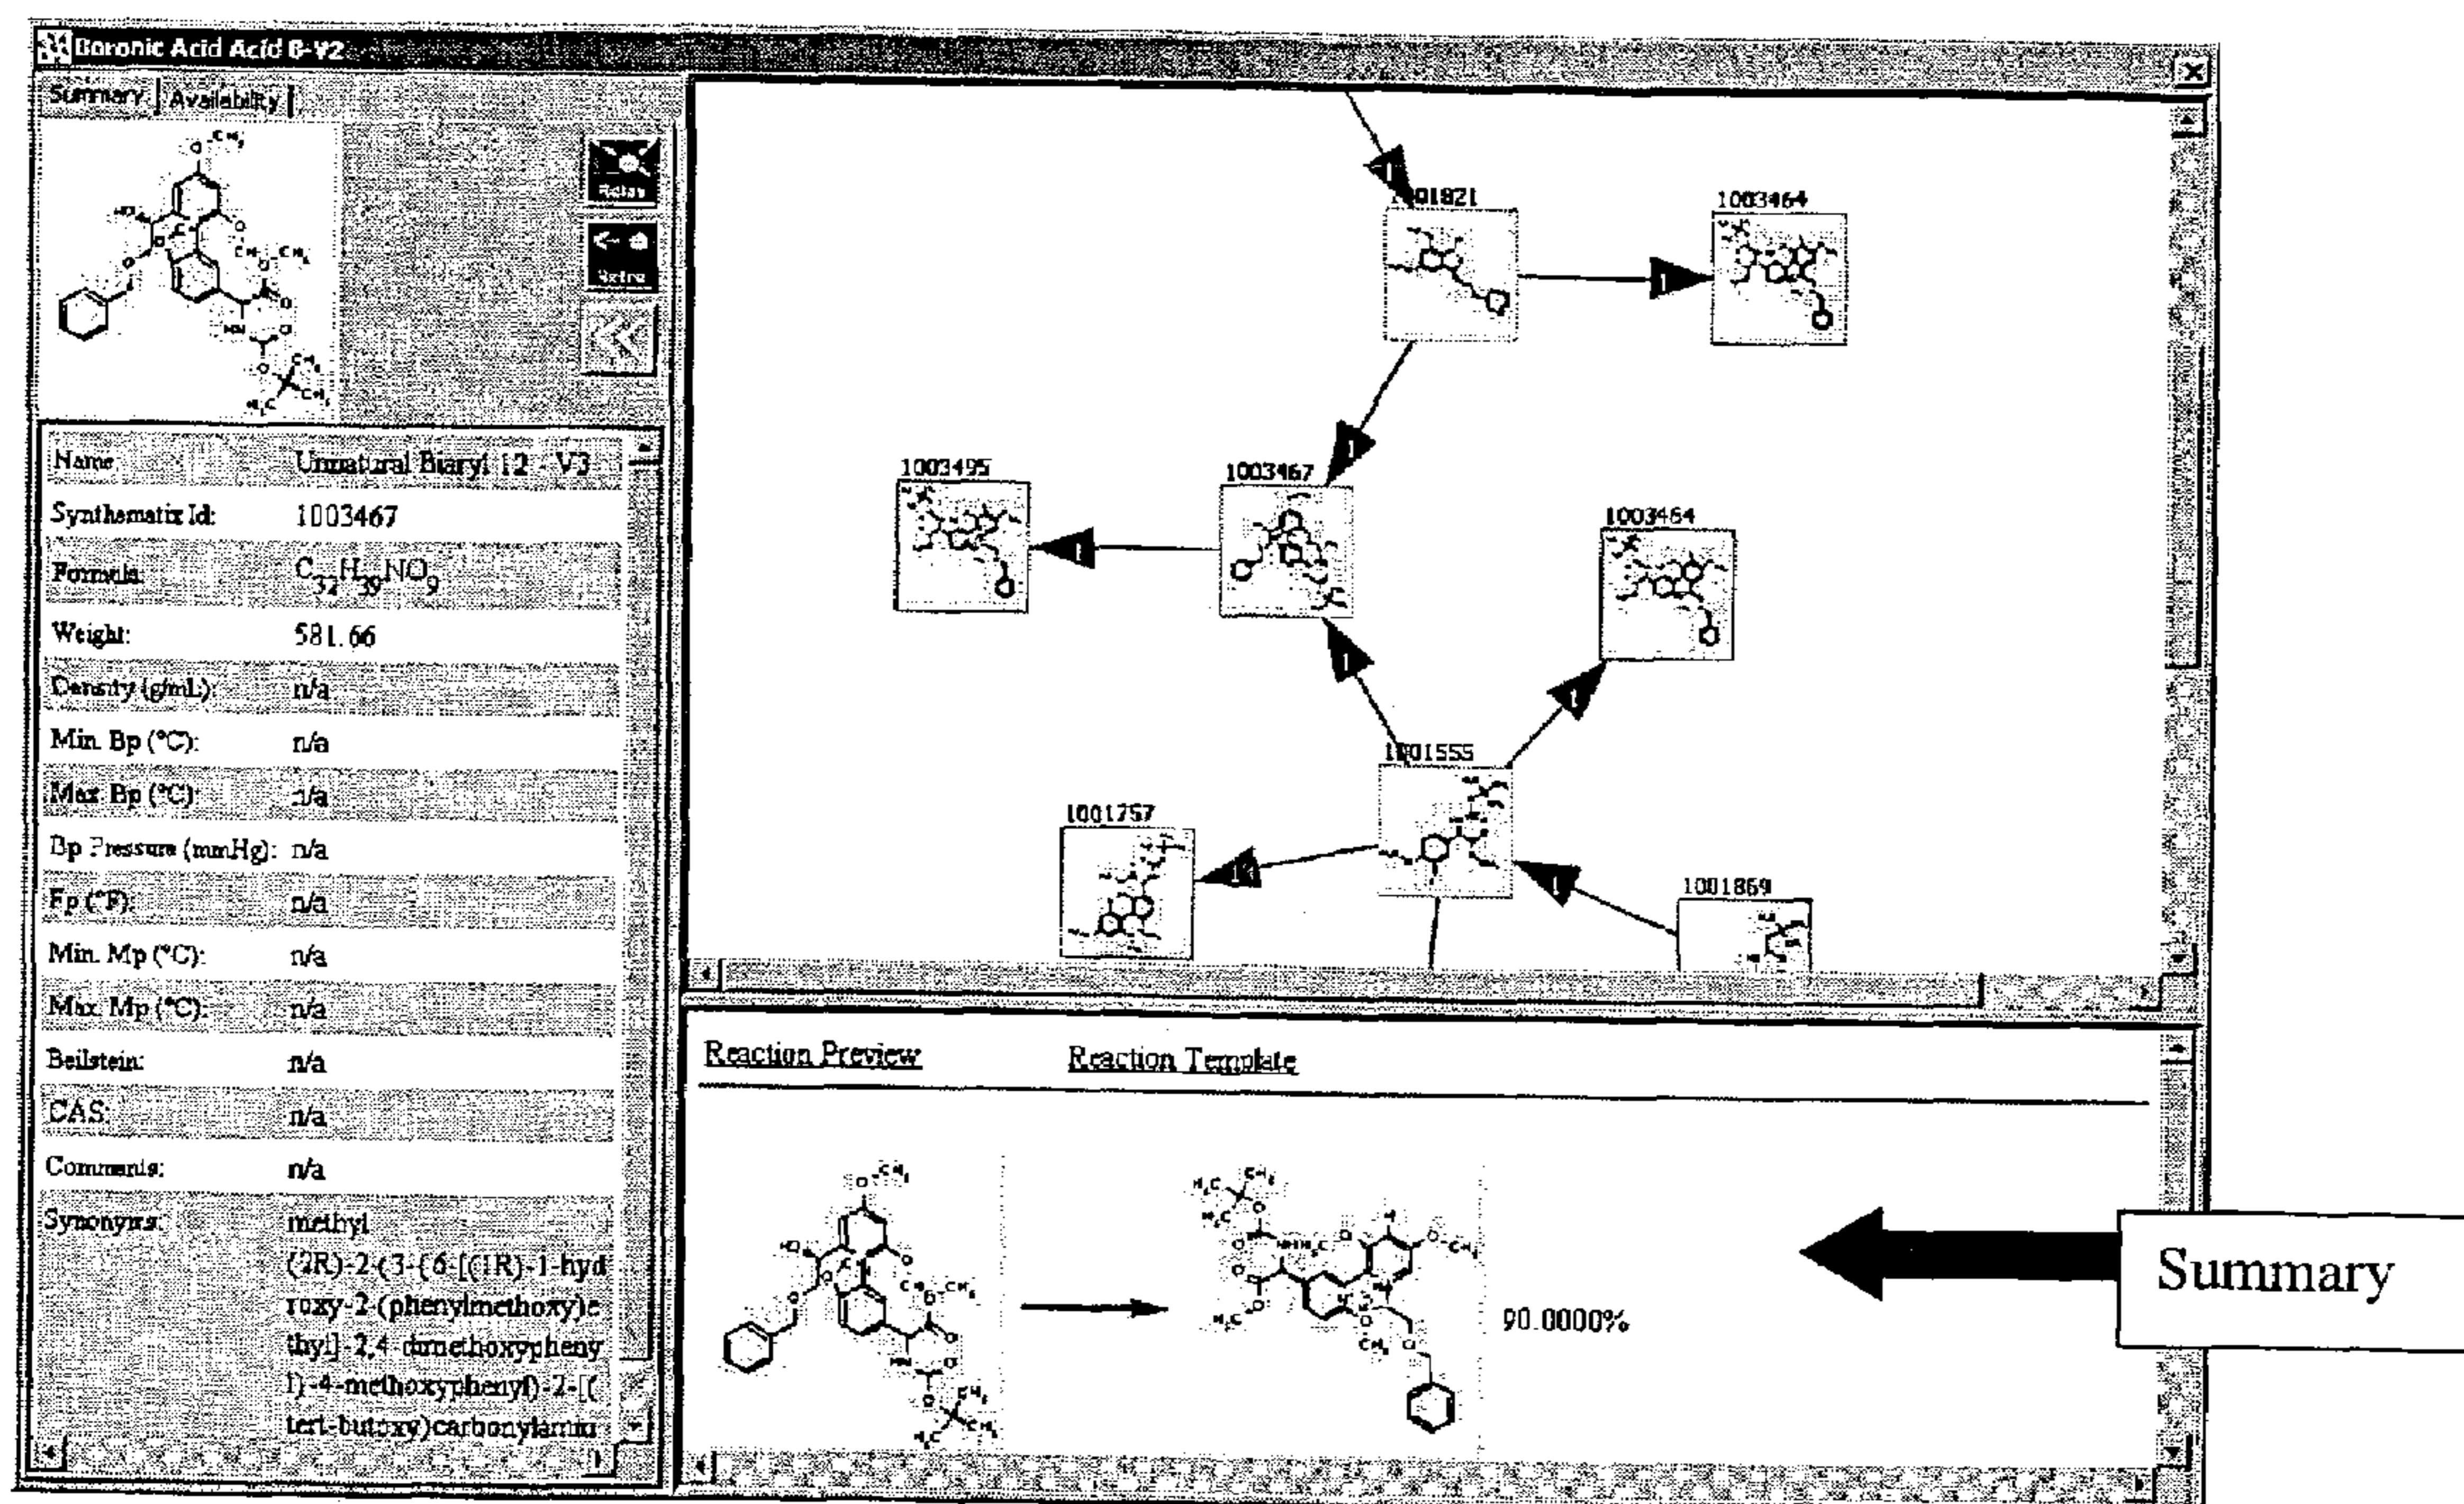 Boronic Acid Acid B-V2
Summary Availability
Relay
Retro
Name: Unnatural Biaryl 12 - V3
Synthematix Id: 1003467
Formula: C32H39NO9
Weight: 581.66
Density (g/mL): n/a
Min. Bp (°C): n/a
Max. Bp (°C): n/a
Bp Pressure (mmHg): n/a
Fp (°F): n/a
Min. Mp (°C): n/a
Max. Mp (°C): n/a
Beilstein: n/a
CAS: n/a
Comments: n/a
Synonyms: methyl
(2R)-2-(3-{6-[(1R)-1-hyd
roxy-2-(phenylmethoxy)e
thyl]-2,4-dimethoxypheny
l}-4-methoxyphenyl)-2-[(
tert-butoxy)carbonylamin
1001821
1003464
1003495
1003467
1003464
1001555
1001757
1001869
Reaction Preview Reaction Template
90.0000%
Summary